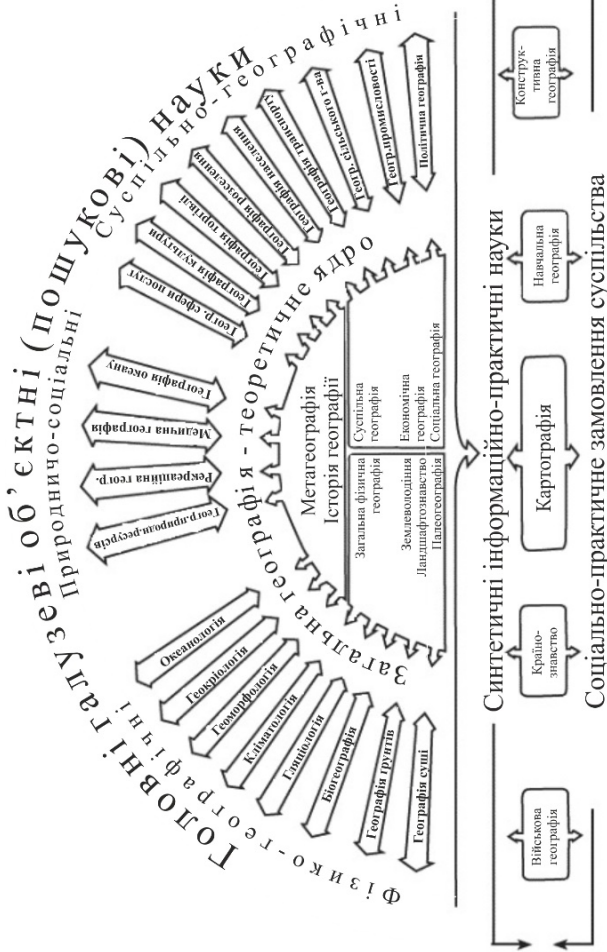 Головні галузеві об’єктні (пошукові) науки
Фізико-географічні
Природничо-соціальні
Суспільно-географічні
Географія суші
Географія ґрунтів
Біогеографія
Гляціологія
Кліматологія
Геоморфологія
Геокріологія
Океанологія
Геогр.природн.ресурсів
Рекреаційна геогр.
Медична географія
Географія океану
Геогр. сфери послуг
Географія культури
Географія торгівлі
Географія розселення
Географія населення
Географія транспорту
Геогр. сільського г-ва
Геогр.промисловості
Політична географія
Загальна географія - теоретичне ядро
Метагеографія
Історія географії
Загальна фізична
географія
Землеволодіння
Ландшафтознавство
Палеогеографія
Суспільна
географія
Економічна
географія
Соціальна географія
Синтетичні інформаційно-практичні науки
Військова
географія
Країно-
знавство
Картографія
Навчальна
географія
Конструк-
тивна
географія
Соціально-практичне замовлення суспільства